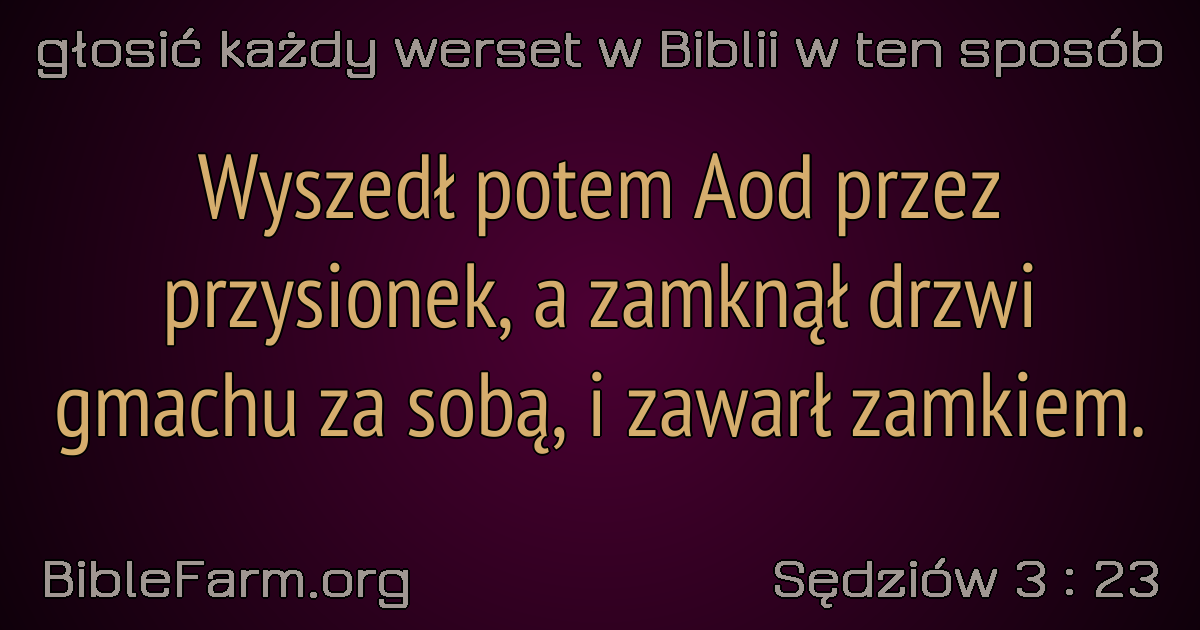 głosić każdy werset w Biblii w ten sposób
Wyszedł potem Aod przez
przysionek, a zamknął drzwi
gmachu za sobą, i zawarł zamkiem.
BibleFarm.org
Sędziów 3 : 23